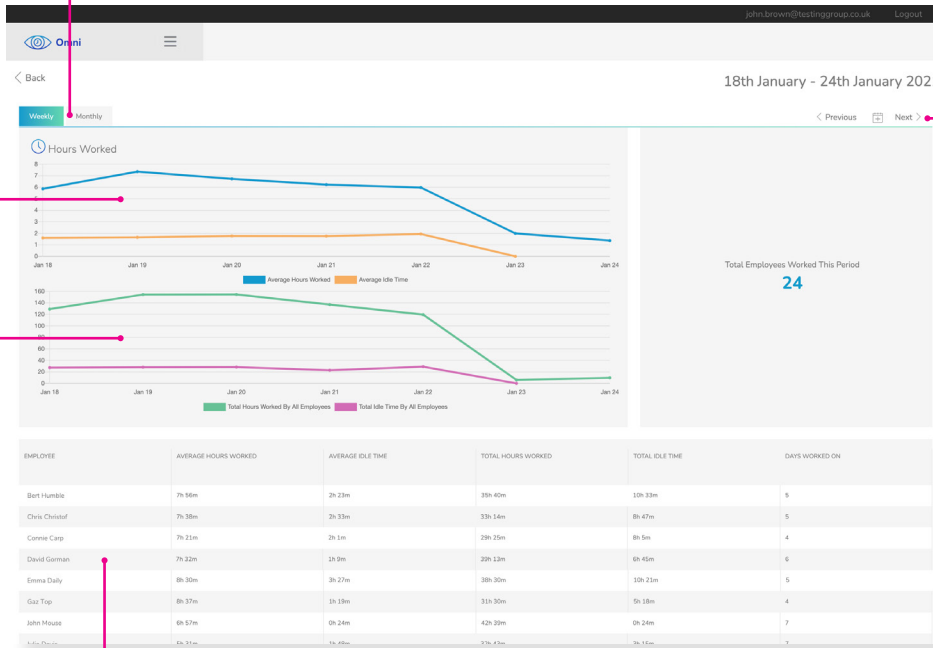 john.brown@testinggroup.co.uk Logout
Omni
Back
18th January - 24th January 202
Weekly Monthly
Previous Next
Hours Worked
8
7
6
5
4
3
2
1
0
Jan 18 Jan 19 Jan 20 Jan 21 Jan 22 Jan 23 Jan 24
Average Hours Worked Average Idle Time
Total Employees Worked This Period
24
160
140
120
100
80
60
40
20
0
Jan 18 Jan 19 Jan 20 Jan 21 Jan 22 Jan 23 Jan 24
Total Hours Worked By All Employees Total Idle Time By All Employees
EMPLOYEE AVERAGE HOURS WORKED AVERAGE IDLE TIME TOTAL HOURS WORKED TOTAL IDLE TIME DAYS WORKED ON
Bert Humble 7h 56m 2h 23m 35h 40m 10h 33m 5
Chris Christof 7h 38m 2h 33m 33h 14m 8h 47m 5
Connie Carp 7h 21m 2h 1m 29h 25m 8h 5m 4
David Gorman 7h 22m 1h 9m 39h 13m 6h 45m 6
Emma Daily 8h 30m 3h 27m 38h 30m 10h 21m 5
Gaz Top 8h 37m 1h 19m 31h 30m 5h 18m 4
John Mouse 6h 57m 0h 24m 42h 39m 0h 24m 7